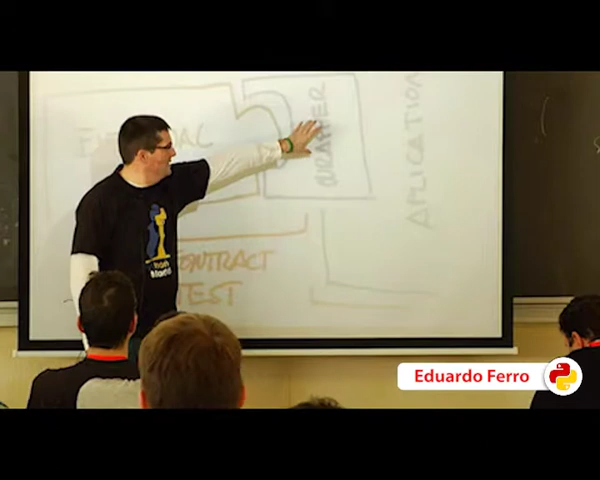 WRAPPER
APLICATION
CONTRACT
TEST
Eduardo Ferro